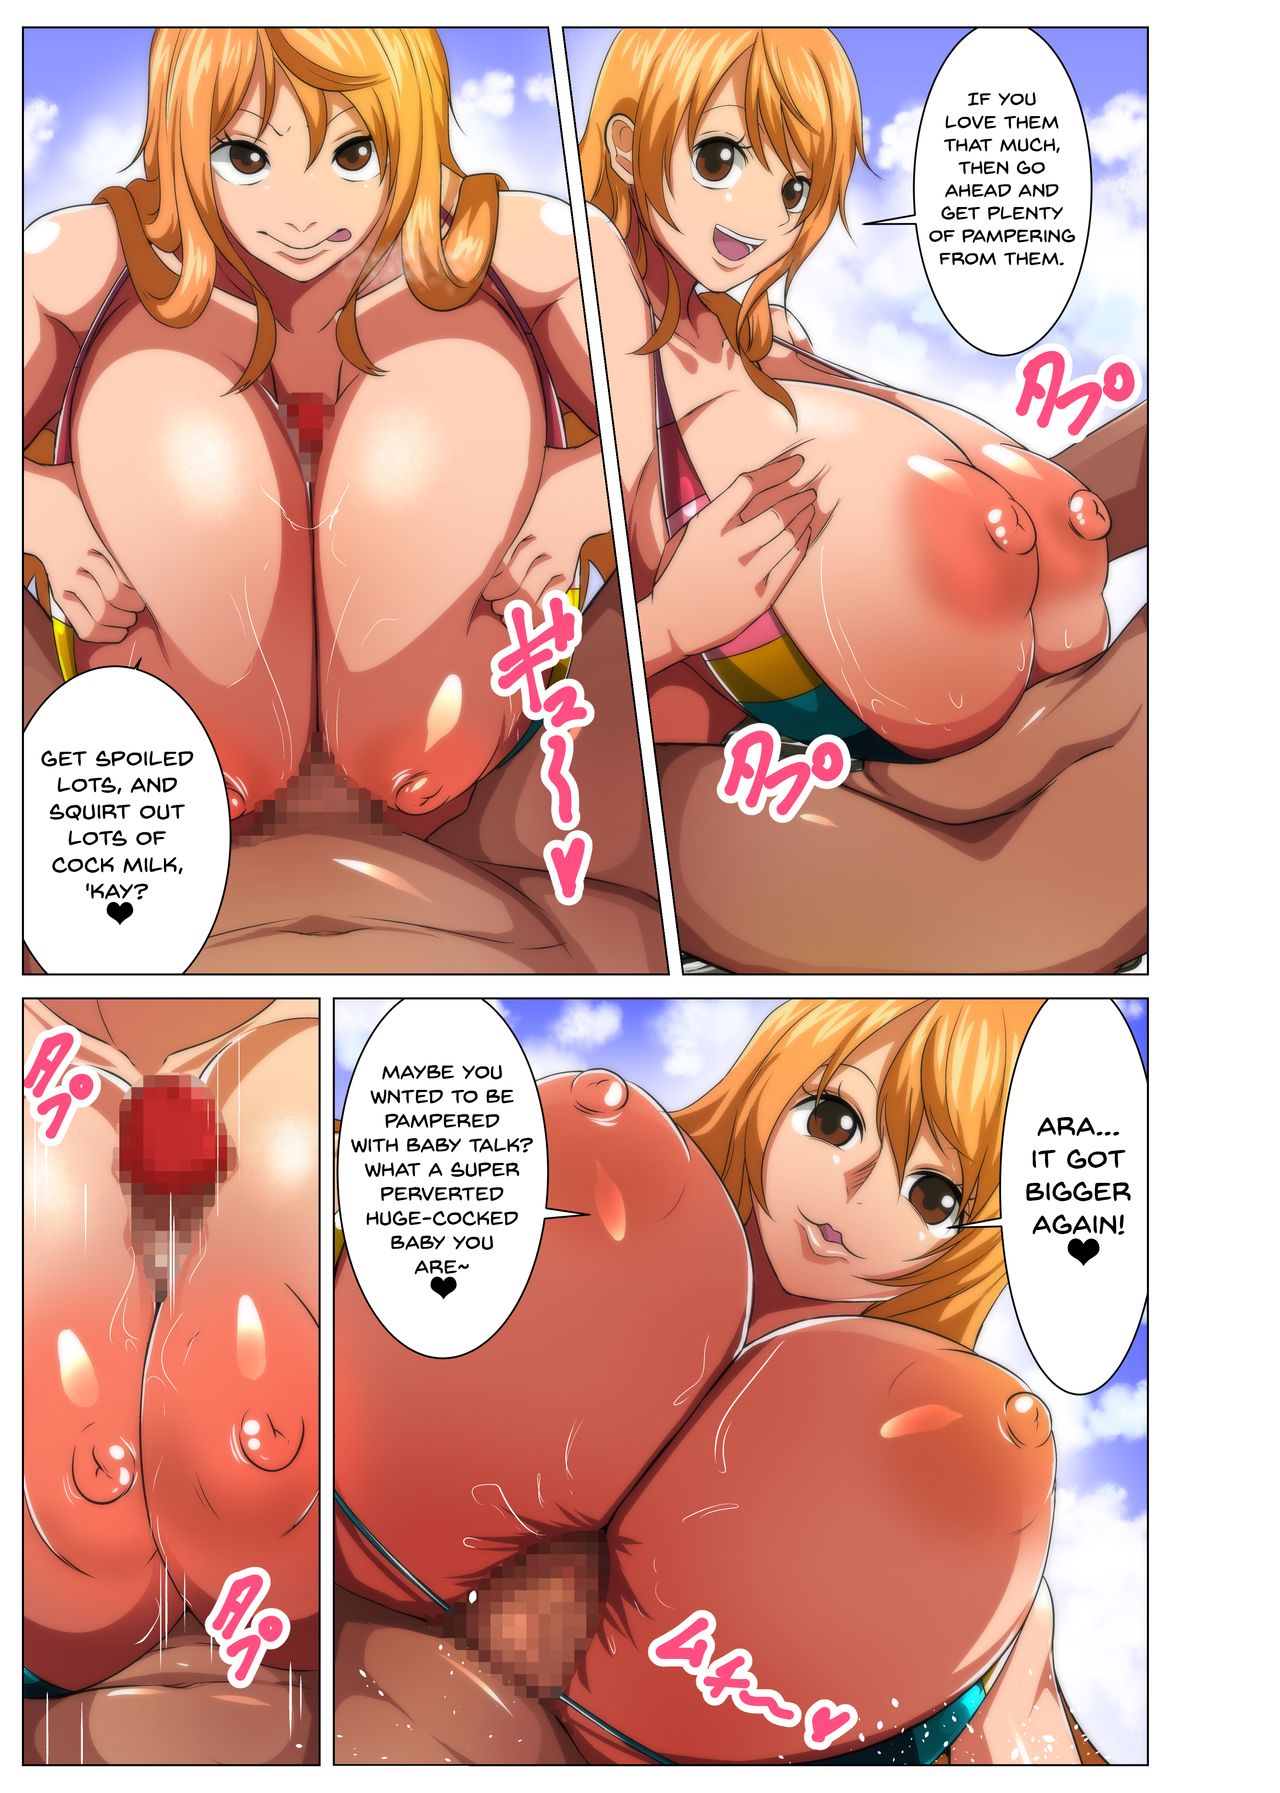 IF YOU
LOVE THEM
THAT MUCH,
THEN GO
AHEAD AND
GET PLENTY
OF PAMPERING
FROM THEM.
タプ
タプ
GET SPOILED
LOTS, AND
SQUIRT OUT
LOTS OF
COCK MILK,
'KAY?
♥
ギュ～♥
ARA...
IT GOT
BIGGER
AGAIN!
♥
MAYBE YOU
WNTED TO BE
PAMPERED
WITH BABY TALK?
WHAT A SUPER
PERVERTED
HUGE-COCKED
BABY YOU
ARE~
♥
ムギ～♥
タプ
タプ